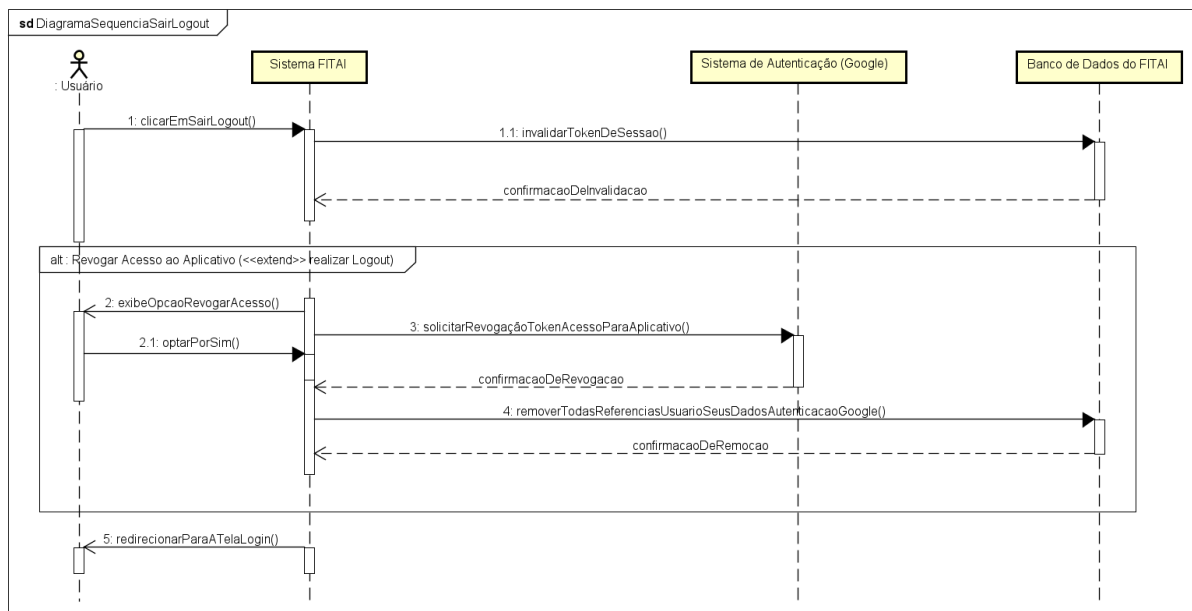 sd DiagramaSequenciaSairLogout
: Usuário
Sistema FITAI
Sistema de Autenticação (Google)
Banco de Dados do FITAI
1: clicarEmSairLogout()
1.1: invalidarTokenDeSessao()
confirmacaoDeInvalidacao
alt : Revogar Acesso ao Aplicativo (<<extend>> realizar Logout)
2: exibeOpcaoRevogarAcesso()
3: solicitarRevogaçãoTokenAcessoParaAplicativo()
2.1: optarPorSim()
confirmacaoDeRevogacao
4: removerTodasReferenciasUsuarioSeusDadosAutenticacaoGoogle()
confirmacaoDeRemocao
5: redirecionarParaATelaLogin()